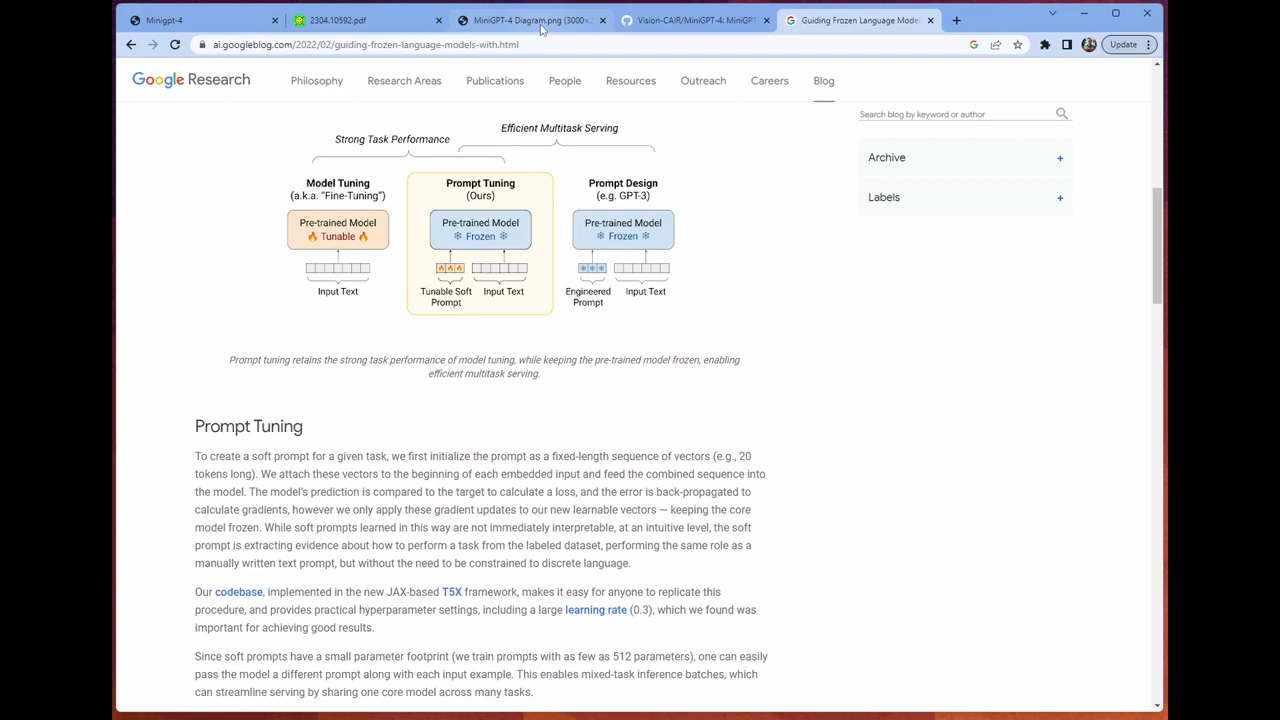 Minigpt-4
2304.10592.pdf
MiniGPT-4 Diagram.png (3000×2
Vision-CAIR/MiniGPT-4: MiniGPT
Guiding Frozen Language Model
ai.googleblog.com/2022/02/guiding-frozen-language-models-with.html
Update
Google Research
Philosophy
Research Areas
Publications
People
Resources
Outreach
Careers
Blog
Search blog by keyword or author
Archive
+
Labels
+
Strong Task Performance
Efficient Multitask Serving
Model Tuning
(a.k.a. "Fine-Tuning")
Pre-trained Model
Tunable
Input Text
Prompt Tuning
(Ours)
Pre-trained Model
Frozen
Tunable Soft
Prompt
Input Text
Prompt Design
(e.g. GPT-3)
Pre-trained Model
Frozen
Engineered
Prompt
Input Text
Prompt tuning retains the strong task performance of model tuning, while keeping the pre-trained model frozen, enabling
efficient multitask serving.
Prompt Tuning
To create a soft prompt for a given task, we first initialize the prompt as a fixed-length sequence of vectors (e.g., 20
tokens long). We attach these vectors to the beginning of each embedded input and feed the combined sequence into
the model. The model's prediction is compared to the target to calculate a loss, and the error is back-propagated to
calculate gradients, however we only apply these gradient updates to our new learnable vectors — keeping the core
model frozen. While soft prompts learned in this way are not immediately interpretable, at an intuitive level, the soft
prompt is extracting evidence about how to perform a task from the labeled dataset, performing the same role as a
manually written text prompt, but without the need to be constrained to discrete language.
Our codebase, implemented in the new JAX-based T5X framework, makes it easy for anyone to replicate this
procedure, and provides practical hyperparameter settings, including a large learning rate (0.3), which we found was
important for achieving good results.
Since soft prompts have a small parameter footprint (we train prompts with as few as 512 parameters), one can easily
pass the model a different prompt along with each input example. This enables mixed-task inference batches, which
can streamline serving by sharing one core model across many tasks.